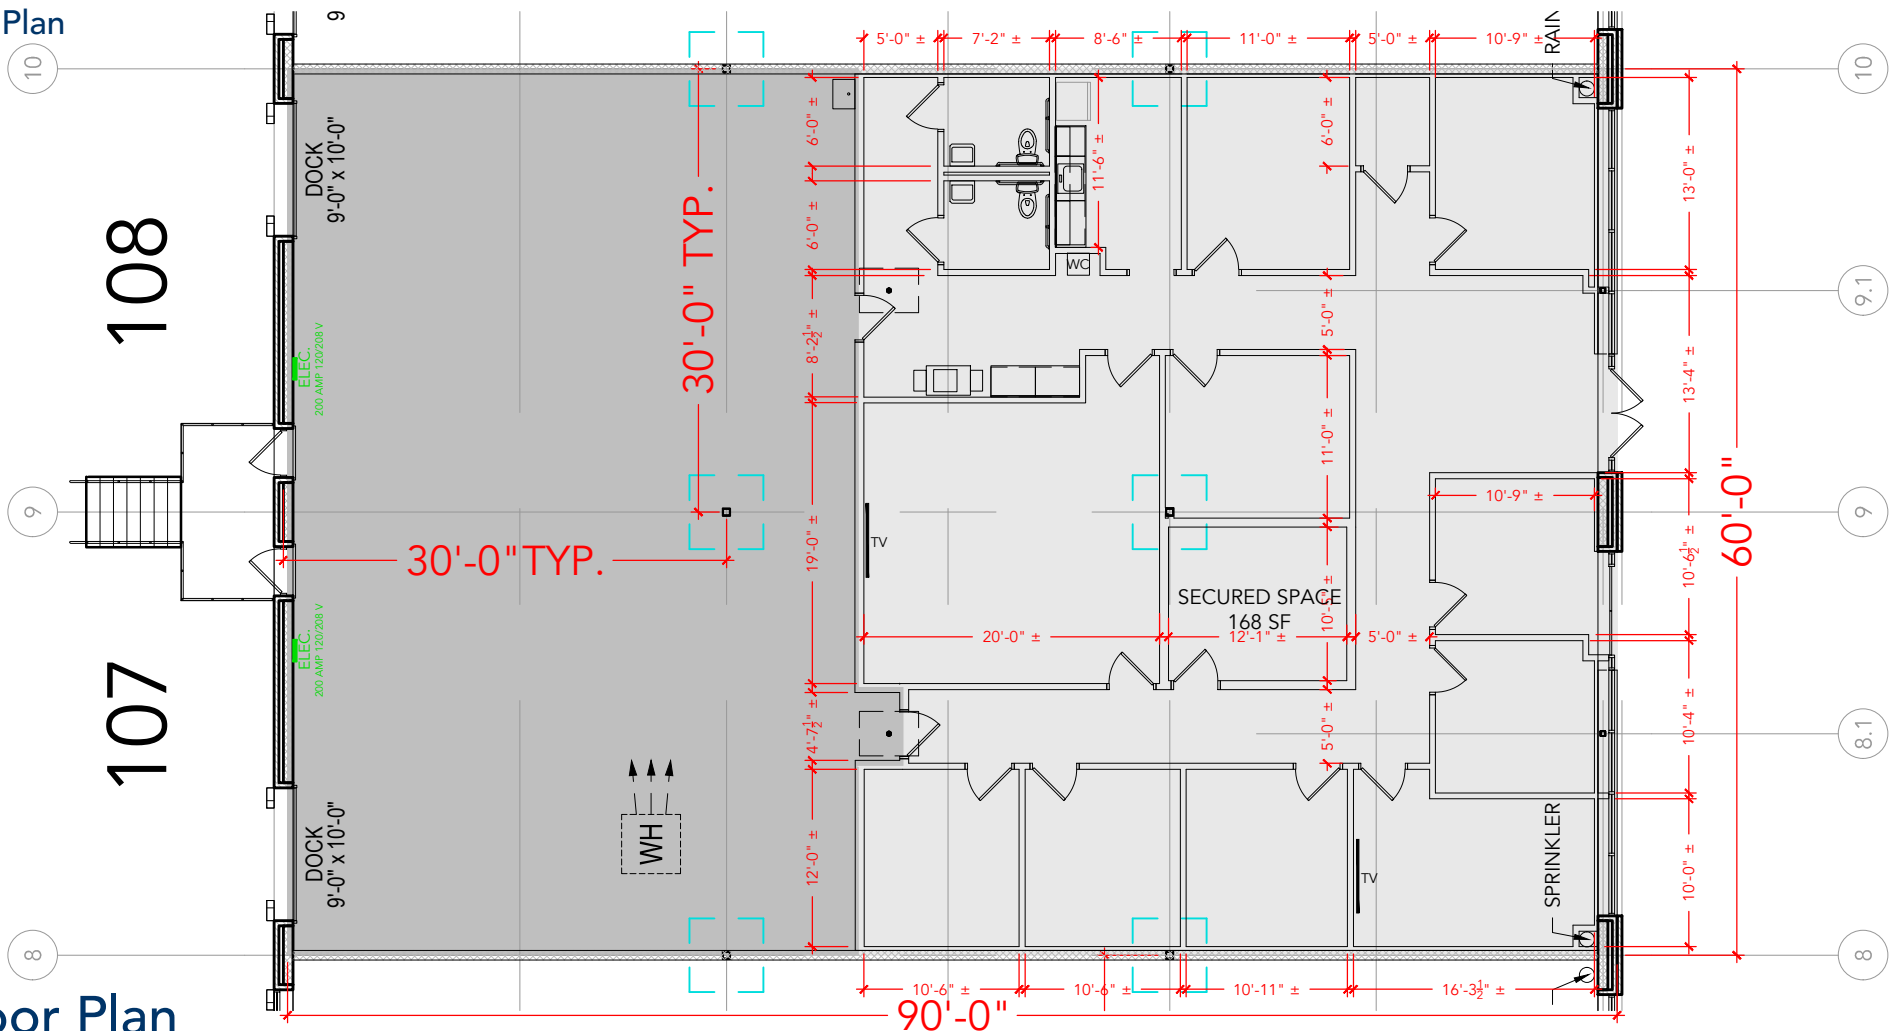 Plan
9
RAIN
5'-0" ±
7'-2" ±
8'-6" ±
11'-0" ±
5'-0" ±
10'-9" ±
10
10
DOCK
9'-0" x 10'-0"
6'-0" ±
11'-6" ±
6'-0" ±
13'-0" ±
108
30'-0" TYP.
6'-0" ±
WC
9.1
ELEC.
200 AMP 120/208 V
8'-2½" ±
5'-0" ±
13'-4" ±
11'-0" ±
60'-0"
9
9
10'-9" ±
30'-0"TYP.
19'-0" ±
TV
10'-6½" ±
SECURED SPACE
168 SF
10'-5" ±
20'-0" ±
12'-1" ±
5'-0" ±
ELEC.
200 AMP 120/208 V
107
4'-7½" ±
5'-0" ±
10'-4" ±
8.1
DOCK
9'-0" x 10'-0"
WH
12'-0" ±
TV
SPRINKLER
10'-0" ±
8
8
10'-6" ±
10'-6" ±
10'-11" ±
16'-3½" ±
90'-0"
oor Plan